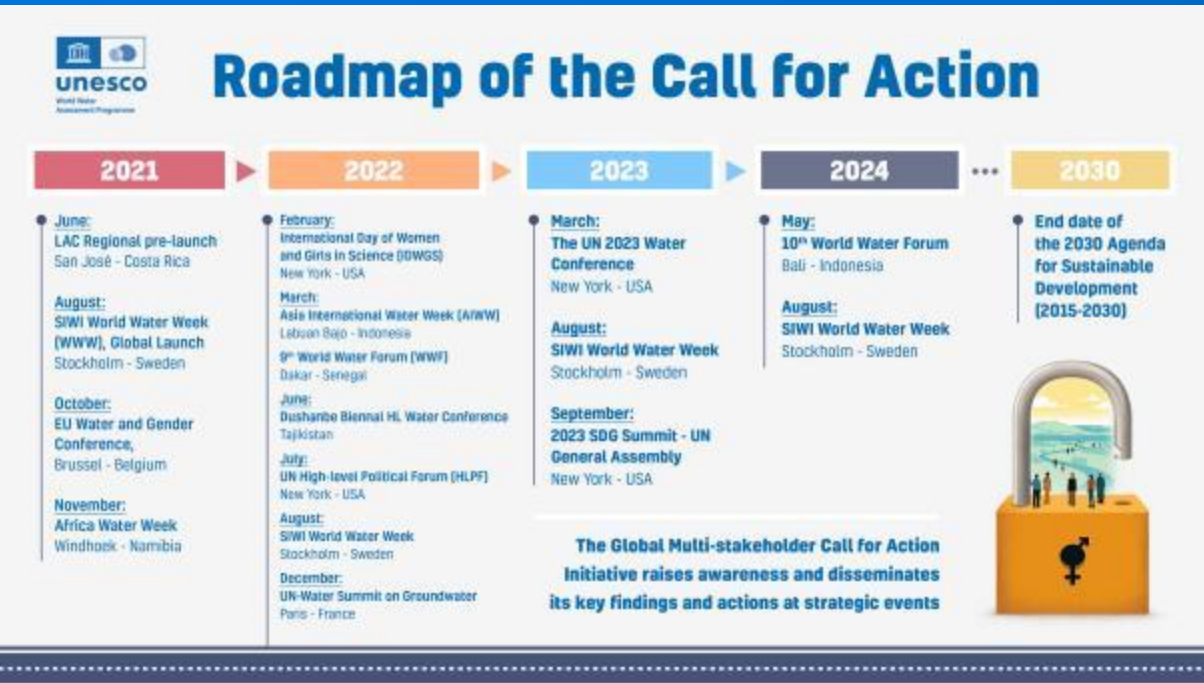 unesco
World Water
Assessment Programme
Roadmap of the Call for Action
2021
June:
LAC Regional pre-launch
San José - Costa Rica
August:
SIWI World Water Week
(WWW), Global Launch
Stockholm - Sweden
October:
EU Water and Gender
Conference,
Brussel - Belgium
November:
Africa Water Week
Windhoek - Namibia
2022
February:
International Day of Women
and Girls in Science (IDWGS)
New York - USA
March:
Asia International Water Week (AIWW)
Labuan Bajo - Indonesia
9th World Water Forum (WWF)
Dakar - Senegal
June:
Dushanbe Biennal HL Water Conference
Tajikistan
July:
UN High-level Political Forum (HLPF)
New York - USA
August:
SIWI World Water Week
Stockholm - Sweden
December:
UN-Water Summit on Groundwater
Paris - France
2023
March:
The UN 2023 Water
Conference
New York - USA
August:
SIWI World Water Week
Stockholm - Sweden
September:
2023 SDG Summit - UN
General Assembly
New York - USA
2024
May:
10th World Water Forum
Bali - Indonesia
August:
SIWI World Water Week
Stockholm - Sweden
2030
End date of
the 2030 Agenda
for Sustainable
Development
(2015-2030)
The Global Multi-stakeholder Call for Action
Initiative raises awareness and disseminates
its key findings and actions at strategic events